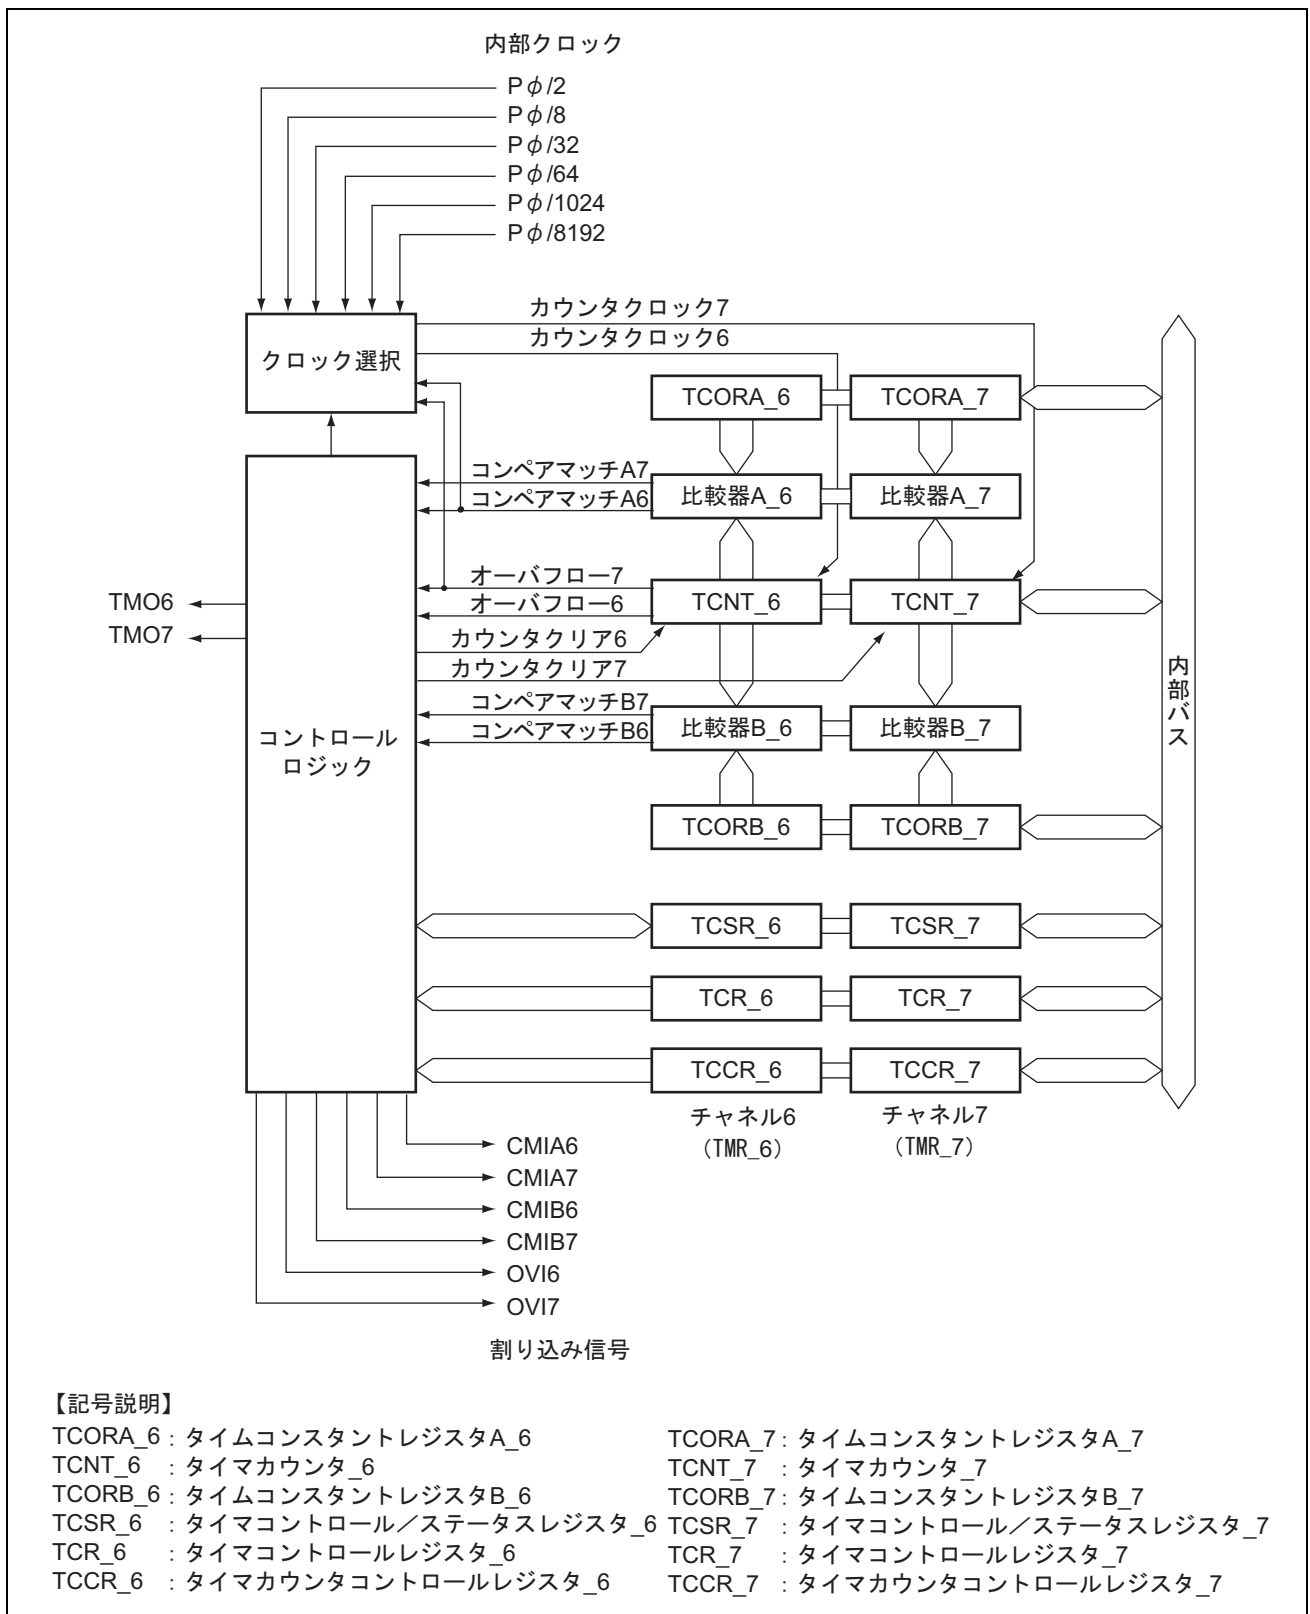 内部クロック
Pφ/2
Pφ/8
Pφ/32
Pφ/64
Pφ/1024
Pφ/8192
カウンタクロック7
カウンタクロック6
クロック選択
TCORA_6
TCORA_7
コンペアマッチA7
コンペアマッチA6
比較器A_6
比較器A_7
オーバフロー7
オーバフロー6
TCNT_6
TCNT_7
TMO6
TMO7
カウンタクリア6
カウンタクリア7
コンペアマッチB7
コンペアマッチB6
比較器B_6
比較器B_7
内部バス
コントロール
ロジック
TCORB_6
TCORB_7
TCSR_6
TCSR_7
TCR_6
TCR_7
TCCR_6
TCCR_7
チャネル6
(TMR_6)
チャネル7
(TMR_7)
CMIA6
CMIA7
CMIB6
CMIB7
OVI6
OVI7
割り込み信号
【記号説明】
TCORA_6 : タイムコンスタントレジスタA_6
TCNT_6 : タイマカウンタ_6
TCORB_6 : タイムコンスタントレジスタB_6
TCSR_6 : タイマコントロール/ステータスレジスタ_6
TCR_6 : タイマコントロールレジスタ_6
TCCR_6 : タイマカウンタコントロールレジスタ_6
TCORA_7 : タイムコンスタントレジスタA_7
TCNT_7 : タイマカウンタ_7
TCORB_7 : タイムコンスタントレジスタB_7
TCSR_7 : タイマコントロール/ステータスレジスタ_7
TCR_7 : タイマコントロールレジスタ_7
TCCR_7 : タイマカウンタコントロールレジスタ_7